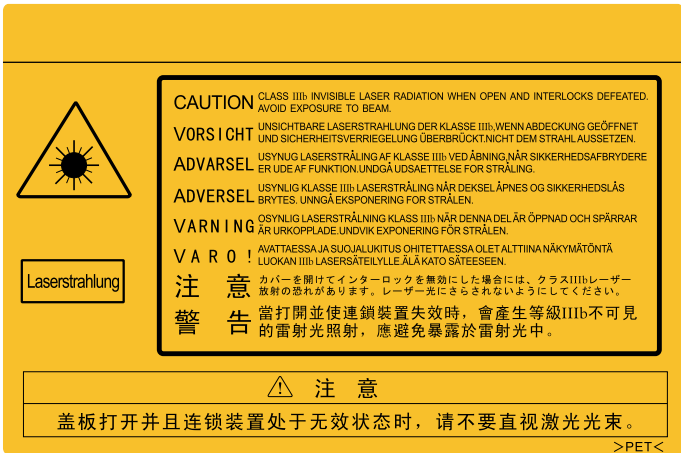 CAUTION CLASS IIIb INVISIBLE LASER RADIATION WHEN OPEN AND INTERLOCKS DEFEATED.
AVOID EXPOSURE TO BEAM.
VORSICHT UNSICHTBARE LASERSTRAHLUNG DER KLASSE IIIb,WENN ABDECKUNG GEÖFFNET
UND SICHERHEITSVERRIEGELUNG ÜBERBRÜCKT.NICHT DEM STRAHL AUSSETZEN.
ADVARSEL USYNUG LASERSTRÅLING AF KLASSE IIIb VED ÅBNING,NÅR SIKKERHEDSAFBRYDERE
ER UDE AF FUNKTION.UNDGÅ UDSAETTELSE FOR STRÅLING.
ADVERSEL USYNLIG KLASSE IIIb LASERSTRÅLING NÅR DEKSEL ÅPNES OG SIKKERHEDSLÅS
BRYTES. UNNGÅ EKSPONERING FOR STRÅLEN.
VARNING OSYNLIG LASERSTRÅLNING KLASS IIIb NÄR DENNA DEL ÄR ÖPPNAD OCH SPÄRRAR
ÄR URKOPPLADE.UNDVIK EXPONERING FÖR STRÅLEN.
VARO! AVATTAESSA JA SUOJALUKITUS OHITETTAESSA OLET ALTTIINA NÄKYMÄTÖNTÄ
LUOKAN IIIb LASERSÄTEILYLLE.ÄLÄ KATO SÄTEESEEN.
注意 カバーを開けてインターロックを無効にした場合には、クラスIIIbレーザー
放射の恐れがあります。レーザー光にさらされないようにしてください。
警告 當打開並使連鎖裝置失效時，會產生等級IIIb不可見
的雷射光照射，應避免暴露於雷射光中。
Laserstrahlung
注意
盖板打开并且连锁装置处于无效状态时，请不要直视激光光束。
>PET<